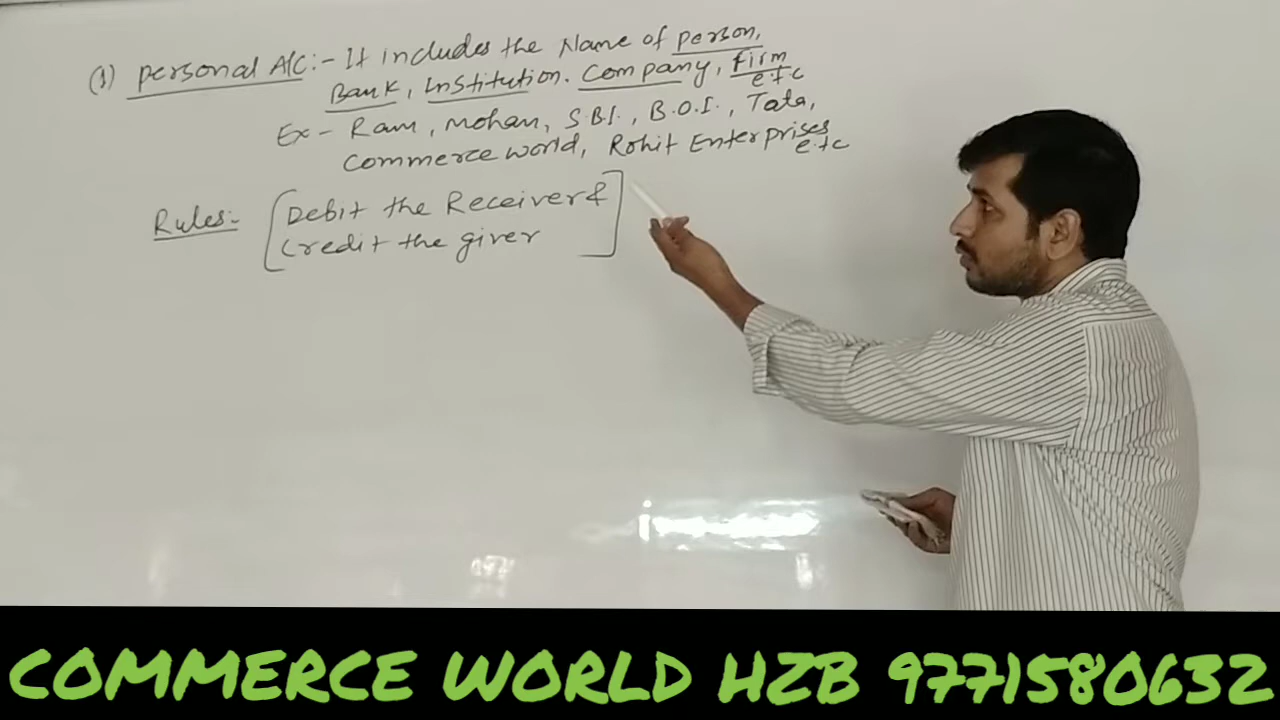 (1) personal A/C:- It includes the Name of person,
Bank, Institution. Company, firm
etc
Ex- Ram, Mohan, S.B.I., B.O.I., Tata,
Commerce world, Rohit Enterprises
etc
Rules:- [Debit the Receiver &
Credit the giver]
COMMERCE WORLD HZB 9771580632